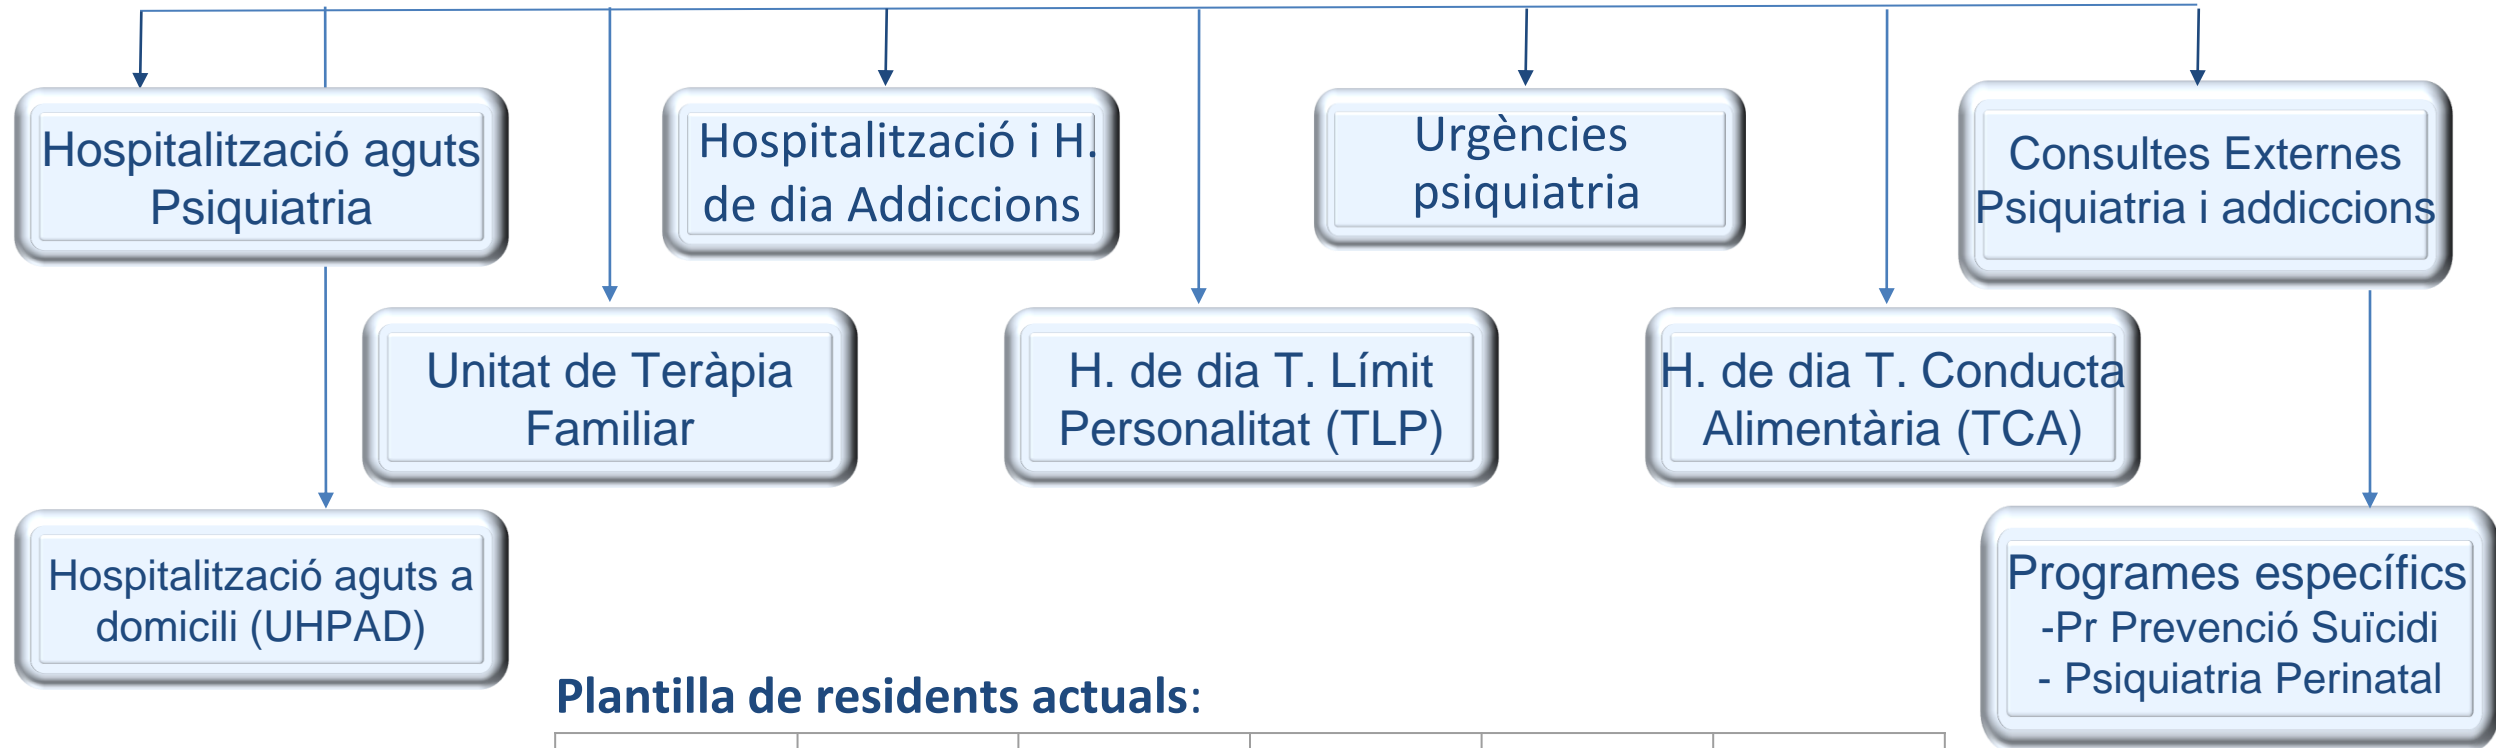 Hospitalització aguts
Psiquiatria
Hospitalització i H.
de dia Addiccions
Urgències
psiquiatria
Consultes Externes
Psiquiatria i addiccions
Unitat de Teràpia
Familiar
H. de dia T. Límit
Personalitat (TLP)
H. de dia T. Conducta
Alimentària (TCA)
Hospitalització aguts a
domicili (UHPAD)
Programes específics
-Pr Prevenció Suïcidi
- Psiquiatria Perinatal
Plantilla de residents actuals: